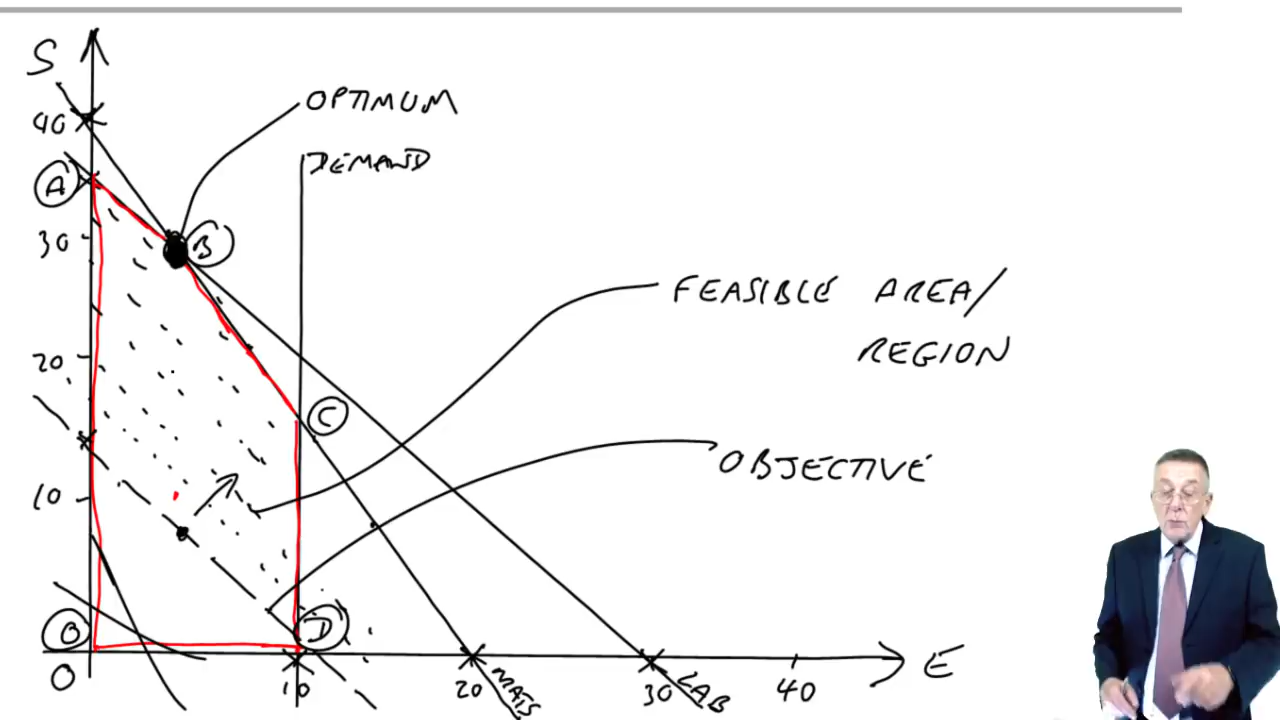 S
40
OPTIMUM
DEMAND
A
30
B
FEASIBLE AREA/
REGION
20
C
OBJECTIVE
10
D
O
E
0
10
20
MATS
30
LAB
40